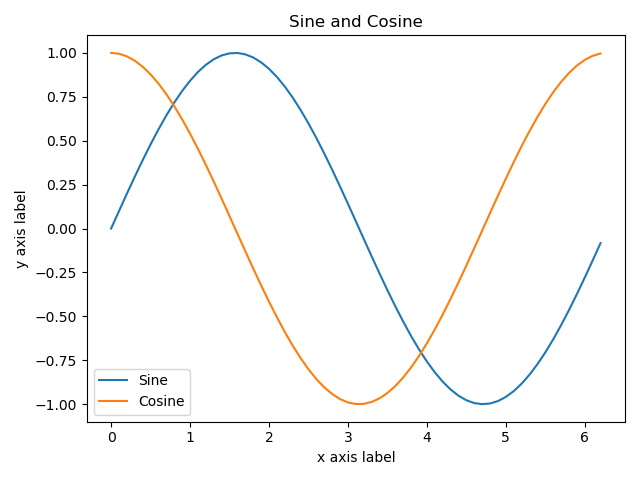 Sine and Cosine
1.00
0.75
0.50
0.25
0.00
−0.25
−0.50
−0.75
−1.00
y axis label
Sine
Cosine
0 1 2 3 4 5 6
x axis label